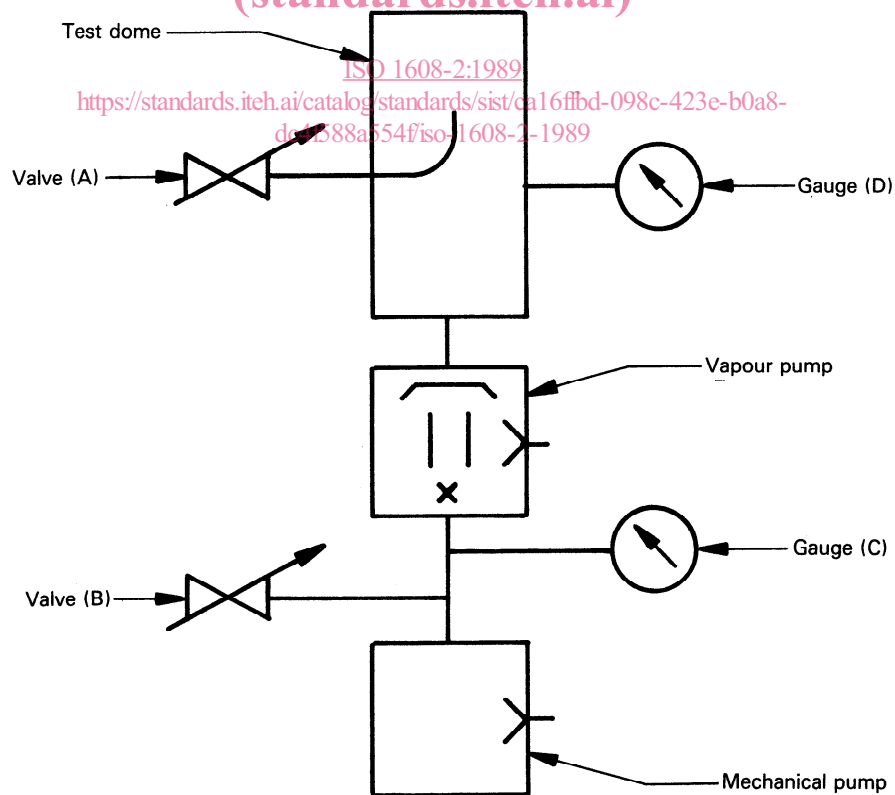 (standards.iteh.ai)
Test dome
ISO 1608-2:1989
https://standards.iteh.ai/catalog/standards/sist/ca16ffbd-098c-423e-b0a8-
dc4f588a554f/iso-1608-2-1989
Valve (A)
Gauge (D)
Vapour pump
Gauge (C)
Valve (B)
Mechanical pump